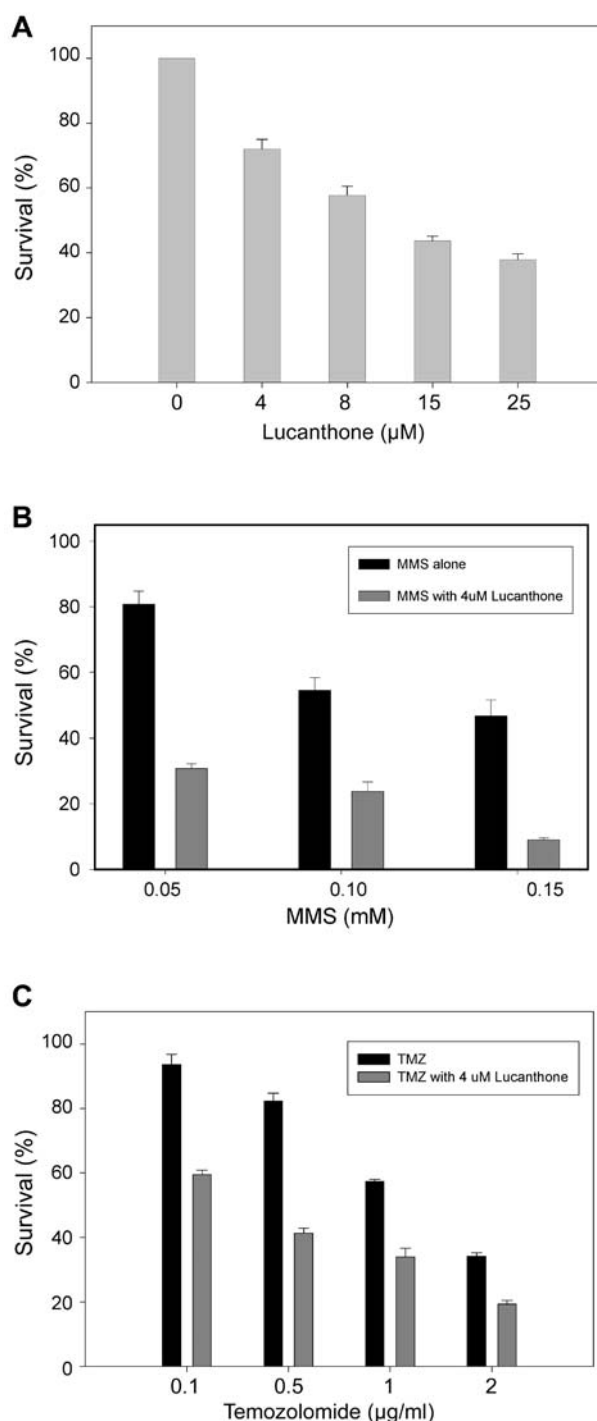 A
Survival (%)
100
80
60
40
20
0
0 4 8 15 25
Lucanthone (µM)
B
Survival (%)
100
80
60
40
20
0
MMS alone
MMS with 4uM Lucanthone
0.05 0.10 0.15
MMS (mM)
C
Survival (%)
100
80
60
40
20
0
TMZ
TMZ with 4 uM Lucanthone
0.1 0.5 1 2
Temozolomide (µg/ml)